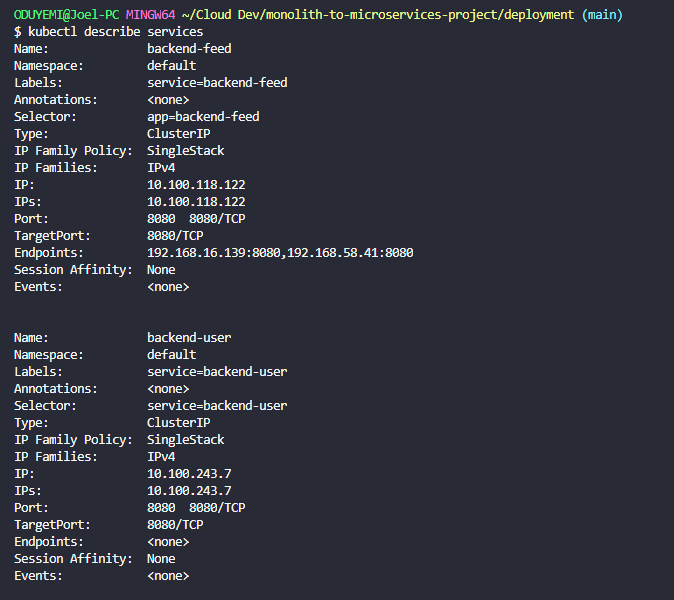 ODUYEMI@Joel-PC MINGW64 ~/Cloud Dev/monolith-to-microservices-project/deployment (main)
$ kubectl describe services
Name:              backend-feed
Namespace:         default
Labels:            service=backend-feed
Annotations:       <none>
Selector:          app=backend-feed
Type:              ClusterIP
IP Family Policy:  SingleStack
IP Families:       IPv4
IP:                10.100.118.122
IPs:               10.100.118.122
Port:              8080  8080/TCP
TargetPort:        8080/TCP
Endpoints:         192.168.16.139:8080,192.168.58.41:8080
Session Affinity:  None
Events:            <none>
Name:              backend-user
Namespace:         default
Labels:            service=backend-user
Annotations:       <none>
Selector:          service=backend-user
Type:              ClusterIP
IP Family Policy:  SingleStack
IP Families:       IPv4
IP:                10.100.243.7
IPs:               10.100.243.7
Port:              8080  8080/TCP
TargetPort:        8080/TCP
Endpoints:         <none>
Session Affinity:  None
Events:            <none>